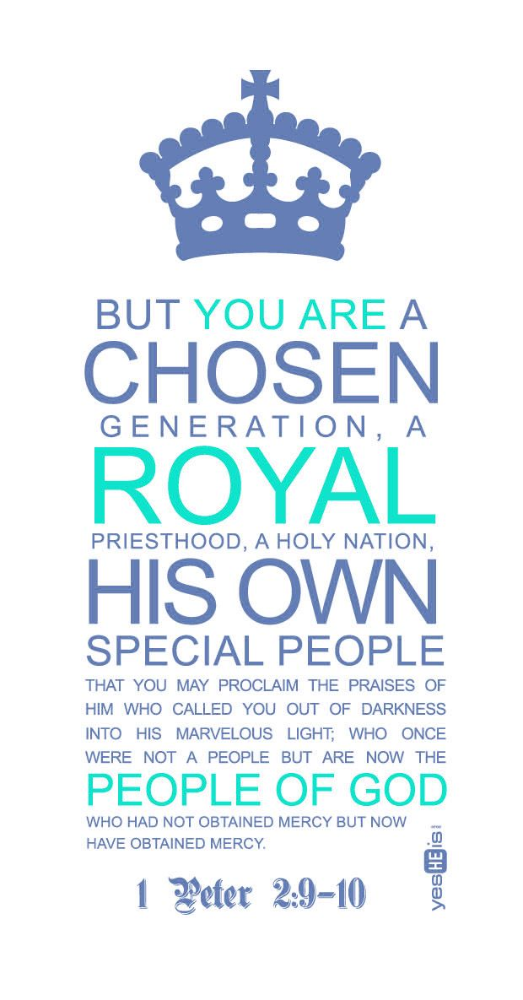 BUT YOU ARE A
CHOSEN
GENERATION, A
ROYAL
PRIESTHOOD, A HOLY NATION,
HIS OWN
SPECIAL PEOPLE
THAT YOU MAY PROCLAIM THE PRAISES OF
HIM WHO CALLED YOU OUT OF DARKNESS
INTO HIS MARVELOUS LIGHT; WHO ONCE
WERE NOT A PEOPLE BUT ARE NOW THE
PEOPLE OF GOD
WHO HAD NOT OBTAINED MERCY BUT NOW
HAVE OBTAINED MERCY.
1 Peter 2:9-10
yesHEis